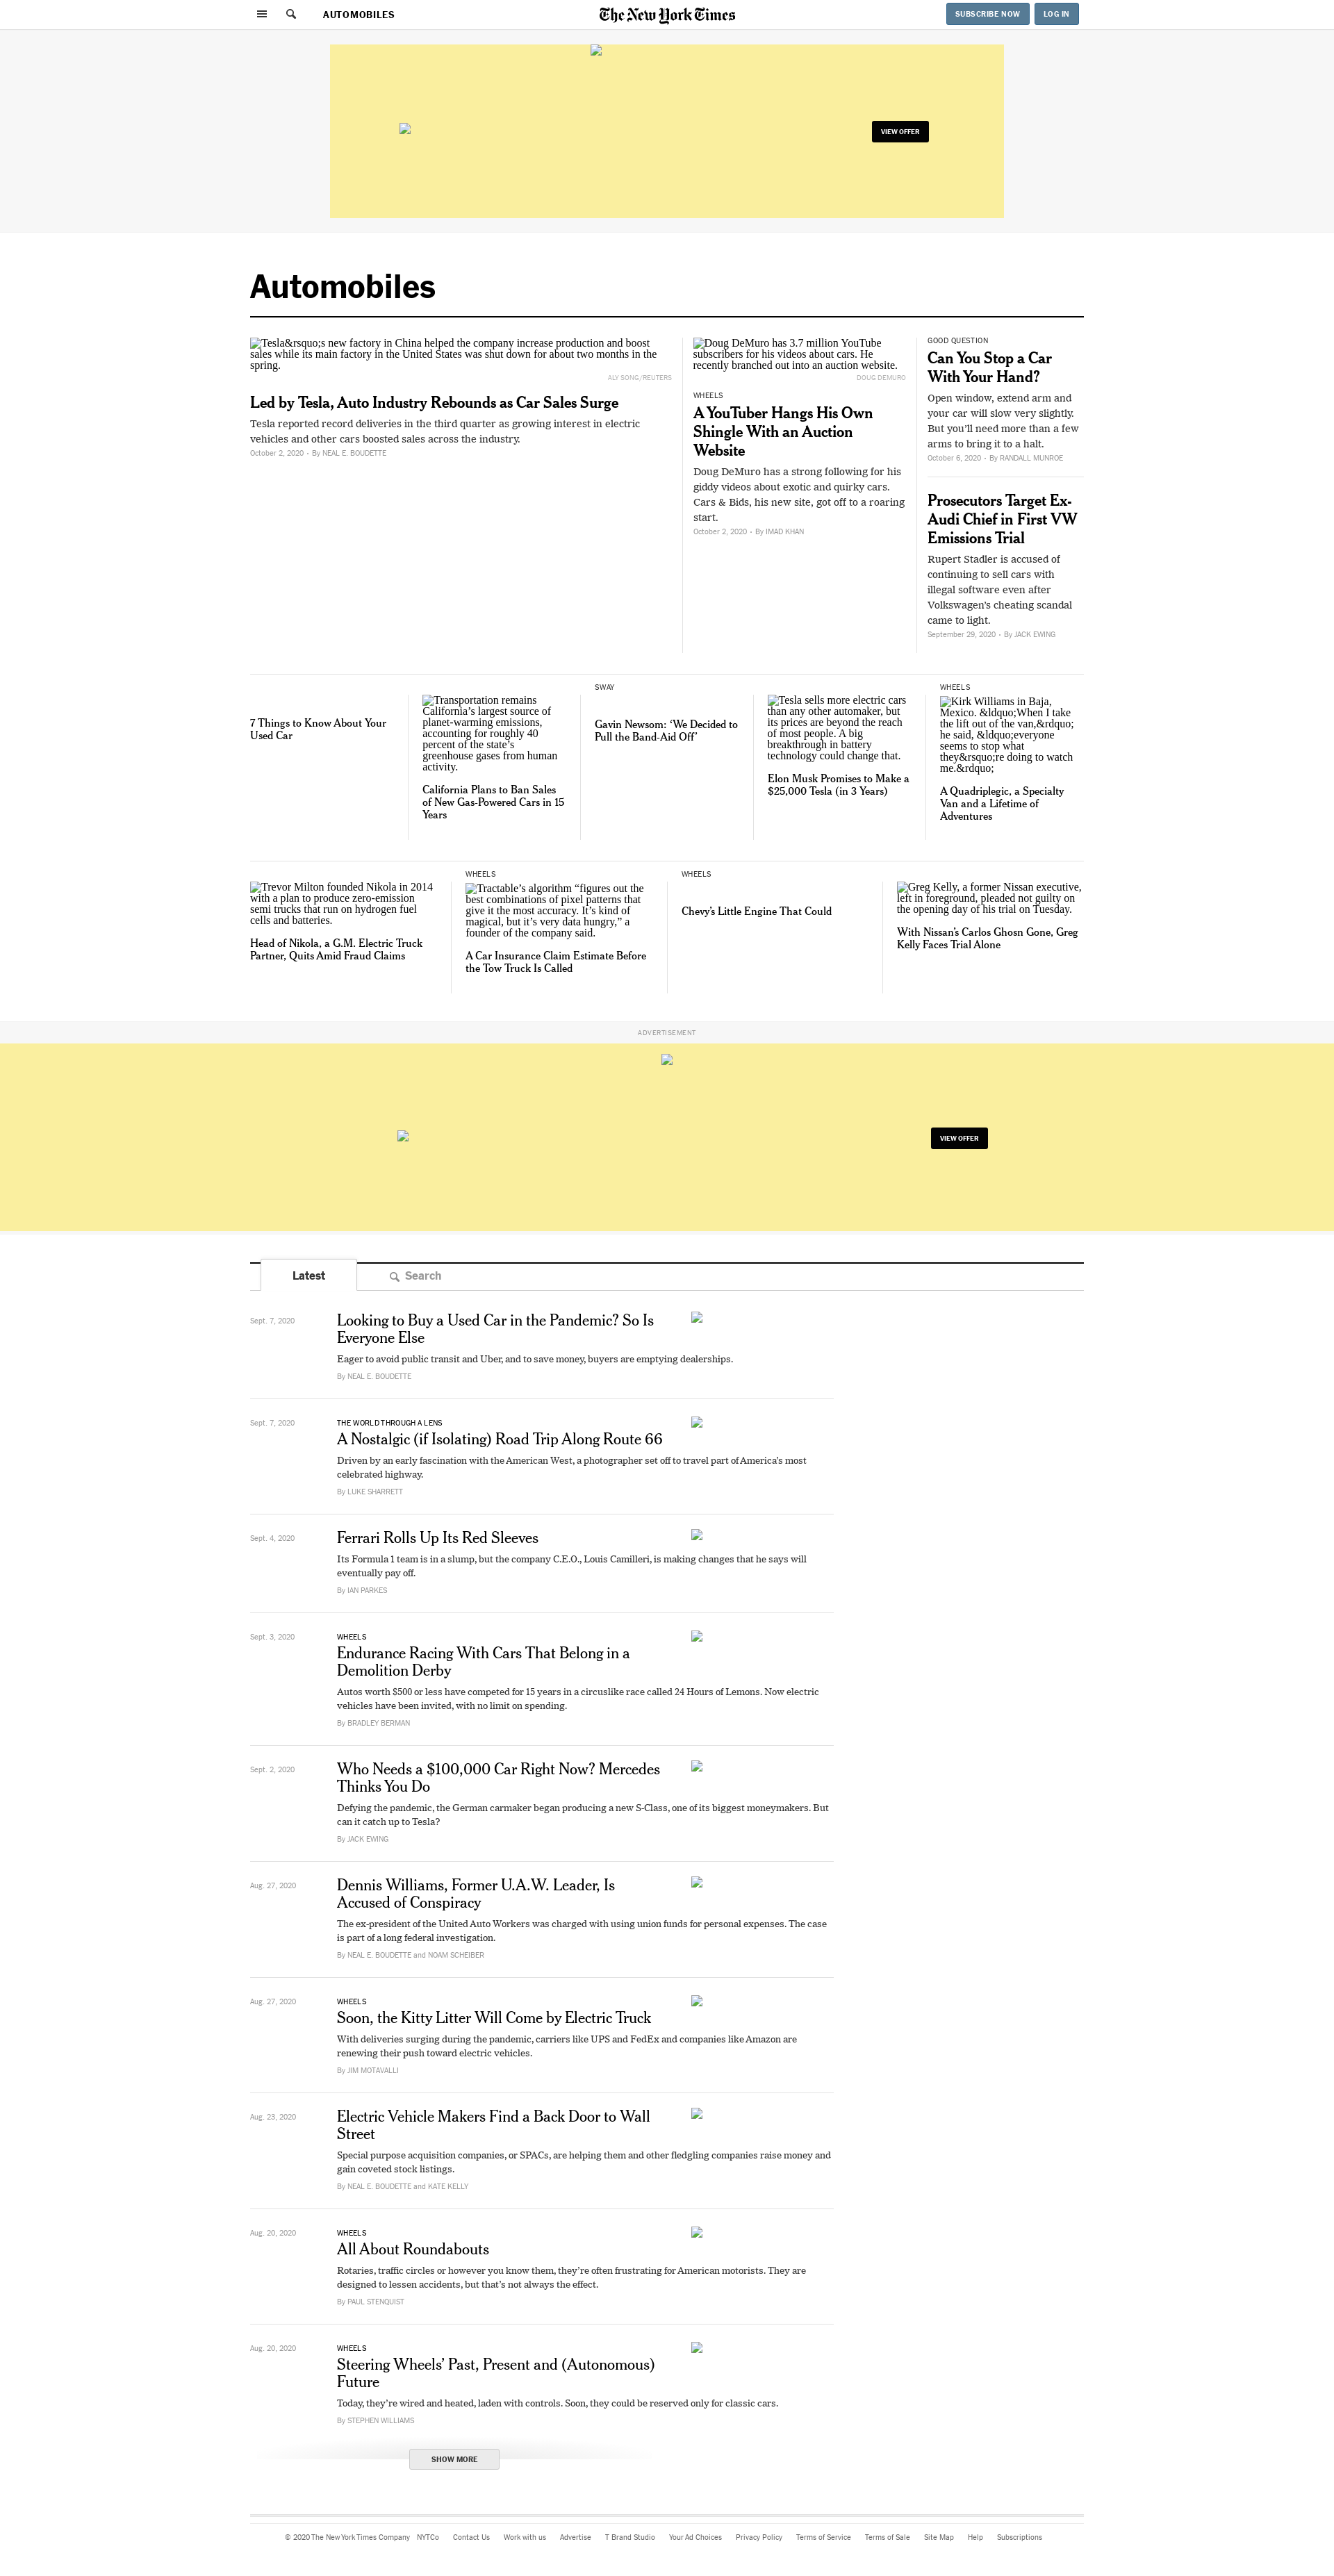 AUTOMOBILES
The New York Times
SUBSCRIBE NOW
LOG IN
VIEW OFFER
Automobiles
Tesla&rsquo;s new factory in China helped the company increase production and boost
sales while its main factory in the United States was shut down for about two months in the
spring.
ALY SONG/REUTERS
Led by Tesla, Auto Industry Rebounds as Car Sales Surge
Tesla reported record deliveries in the third quarter as growing interest in electric
vehicles and other cars boosted sales across the industry.
October 2, 2020 • By NEAL E. BOUDETTE
Doug DeMuro has 3.7 million YouTube
subscribers for his videos about cars. He
recently branched out into an auction website.
DOUG DEMURO
WHEELS
A YouTuber Hangs His Own
Shingle With an Auction
Website
Doug DeMuro has a strong following for his
giddy videos about exotic and quirky cars.
Cars & Bids, his new site, got off to a roaring
start.
October 2, 2020 • By IMAD KHAN
GOOD QUESTION
Can You Stop a Car
With Your Hand?
Open window, extend arm and
your car will slow very slightly.
But you’ll need more than a few
arms to bring it to a halt.
October 6, 2020 • By RANDALL MUNROE
Prosecutors Target Ex-
Audi Chief in First VW
Emissions Trial
Rupert Stadler is accused of
continuing to sell cars with
illegal software even after
Volkswagen’s cheating scandal
came to light.
September 29, 2020 • By JACK EWING
7 Things to Know About Your
Used Car
Transportation remains
California’s largest source of
planet-warming emissions,
accounting for roughly 40
percent of the state’s
greenhouse gases from human
activity.
California Plans to Ban Sales
of New Gas-Powered Cars in 15
Years
SWAY
Gavin Newsom: ‘We Decided to
Pull the Band-Aid Off’
Tesla sells more electric cars
than any other automaker, but
its prices are beyond the reach
of most people. A big
breakthrough in battery
technology could change that.
Elon Musk Promises to Make a
$25,000 Tesla (in 3 Years)
WHEELS
Kirk Williams in Baja,
Mexico. &ldquo;When I take
the lift out of the van,&rdquo;
he said, &ldquo;everyone
seems to stop what
they&rsquo;re doing to watch
me.&rdquo;
A Quadriplegic, a Specialty
Van and a Lifetime of
Adventures
Trevor Milton founded Nikola in 2014
with a plan to produce zero-emission
semi trucks that run on hydrogen fuel
cells and batteries.
Head of Nikola, a G.M. Electric Truck
Partner, Quits Amid Fraud Claims
WHEELS
Tractable’s algorithm “figures out the
best combinations of pixel patterns that
give it the most accuracy. It’s kind of
magical, but it’s very data hungry,” a
founder of the company said.
A Car Insurance Claim Estimate Before
the Tow Truck Is Called
WHEELS
Chevy’s Little Engine That Could
Greg Kelly, a former Nissan executive,
left in foreground, pleaded not guilty on
the opening day of his trial on Tuesday.
With Nissan’s Carlos Ghosn Gone, Greg
Kelly Faces Trial Alone
ADVERTISEMENT
VIEW OFFER
Latest
Search
Sept. 7, 2020
Looking to Buy a Used Car in the Pandemic? So Is
Everyone Else
Eager to avoid public transit and Uber, and to save money, buyers are emptying dealerships.
By NEAL E. BOUDETTE
Sept. 7, 2020
THE WORLD THROUGH A LENS
A Nostalgic (if Isolating) Road Trip Along Route 66
Driven by an early fascination with the American West, a photographer set off to travel part of America’s most
celebrated highway.
By LUKE SHARRETT
Sept. 4, 2020
Ferrari Rolls Up Its Red Sleeves
Its Formula 1 team is in a slump, but the company C.E.O., Louis Camilleri, is making changes that he says will
eventually pay off.
By IAN PARKES
Sept. 3, 2020
WHEELS
Endurance Racing With Cars That Belong in a
Demolition Derby
Autos worth $500 or less have competed for 15 years in a circuslike race called 24 Hours of Lemons. Now electric
vehicles have been invited, with no limit on spending.
By BRADLEY BERMAN
Sept. 2, 2020
Who Needs a $100,000 Car Right Now? Mercedes
Thinks You Do
Defying the pandemic, the German carmaker began producing a new S-Class, one of its biggest moneymakers. But
can it catch up to Tesla?
By JACK EWING
Aug. 27, 2020
Dennis Williams, Former U.A.W. Leader, Is
Accused of Conspiracy
The ex-president of the United Auto Workers was charged with using union funds for personal expenses. The case
is part of a long federal investigation.
By NEAL E. BOUDETTE and NOAM SCHEIBER
Aug. 27, 2020
WHEELS
Soon, the Kitty Litter Will Come by Electric Truck
With deliveries surging during the pandemic, carriers like UPS and FedEx and companies like Amazon are
renewing their push toward electric vehicles.
By JIM MOTAVALLI
Aug. 23, 2020
Electric Vehicle Makers Find a Back Door to Wall
Street
Special purpose acquisition companies, or SPACs, are helping them and other fledgling companies raise money and
gain coveted stock listings.
By NEAL E. BOUDETTE and KATE KELLY
Aug. 20, 2020
WHEELS
All About Roundabouts
Rotaries, traffic circles or however you know them, they’re often frustrating for American motorists. They are
designed to lessen accidents, but that’s not always the effect.
By PAUL STENQUIST
Aug. 20, 2020
WHEELS
Steering Wheels’ Past, Present and (Autonomous)
Future
Today, they’re wired and heated, laden with controls. Soon, they could be reserved only for classic cars.
By STEPHEN WILLIAMS
SHOW MORE
© 2020 The New York Times Company NYTCo Contact Us Work with us Advertise T Brand Studio Your Ad Choices Privacy Policy Terms of Service Terms of Sale Site Map Help Subscriptions